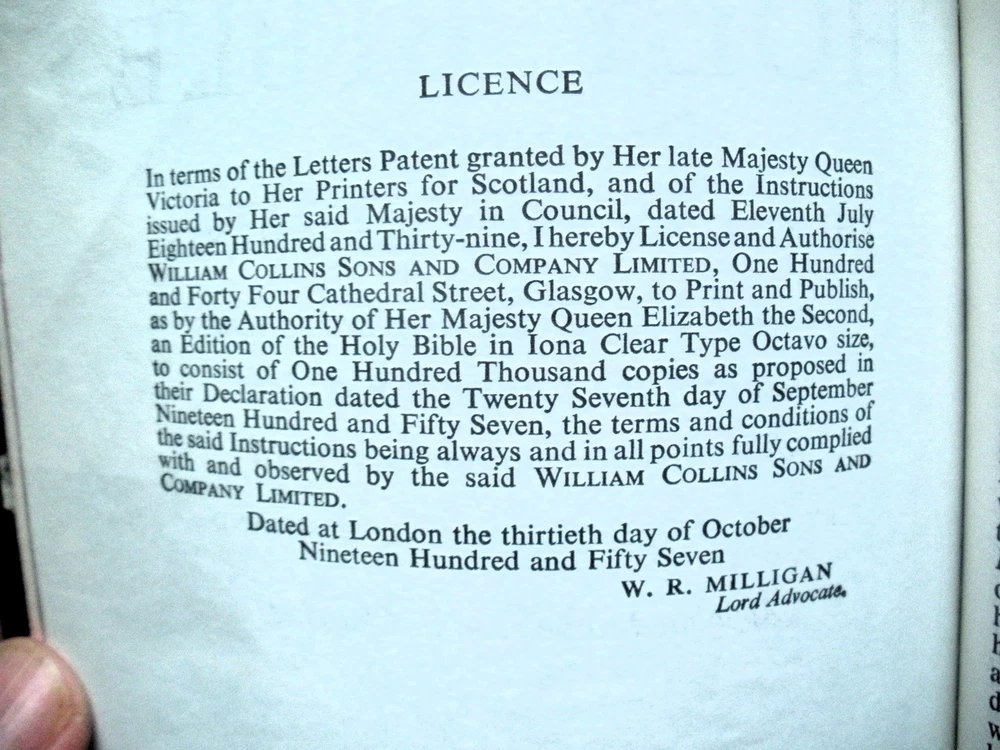 LICENCE
In terms of the Letters Patent granted by Her late Majesty Queen
Victoria to Her Printers for Scotland, and of the Instructions
issued by Her said Majesty in Council, dated Eleventh July
Eighteen Hundred and Thirty-nine, I hereby License and Authorise
WILLIAM COLLINS SONS AND COMPANY LIMITED, One Hundred
and Forty Four Cathedral Street, Glasgow, to Print and Publish,
as by the Authority of Her Majesty Queen Elizabeth the Second,
an Edition of the Holy Bible in Iona Clear Type Octavo size,
to consist of One Hundred Thousand copies as proposed in
their Declaration dated the Twenty Seventh day of September
Nineteen Hundred and Fifty Seven, the terms and conditions of
the said Instructions being always and in all points fully complied
with and observed by the said WILLIAM COLLINS SONS AND
COMPANY LIMITED.
Dated at London the thirtieth day of October
Nineteen Hundred and Fifty Seven
W. R. MILLIGAN
Lord Advocate.